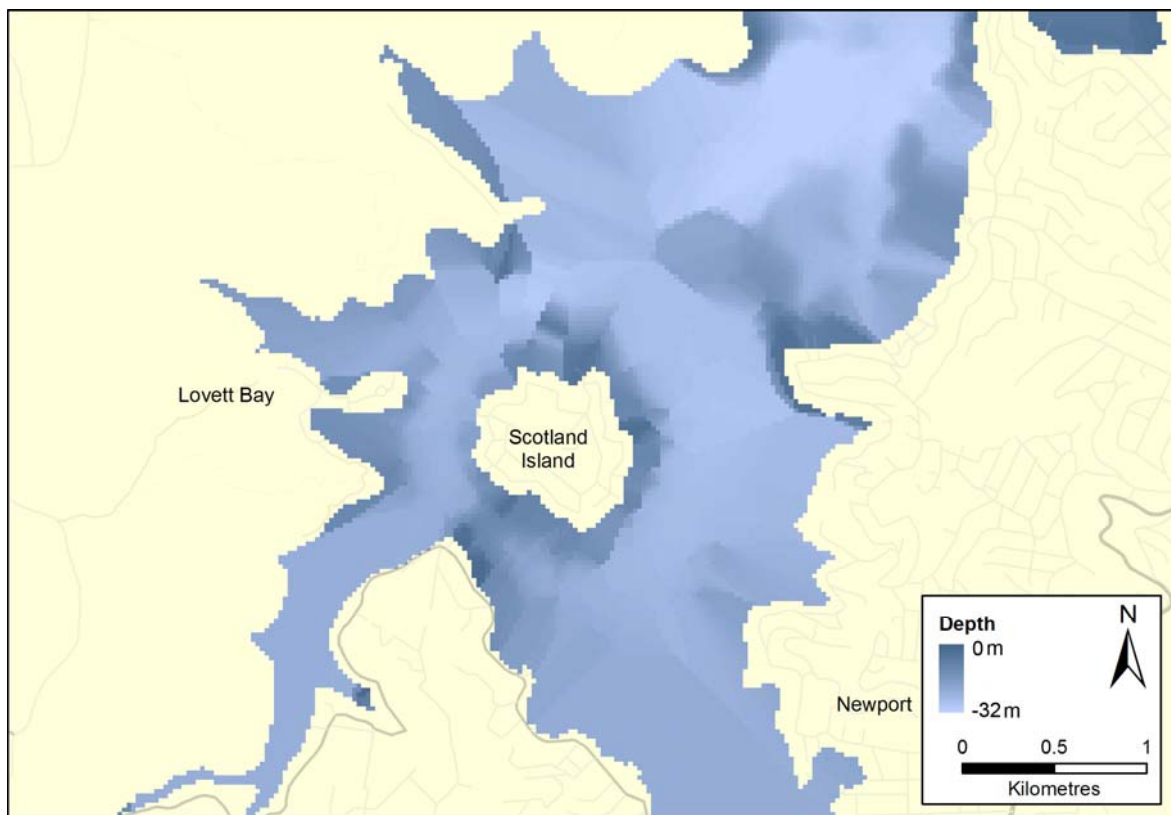 Lovett Bay
Scotland
Island
Newport
Depth
0 m
-32 m
N
0 0.5 1
Kilometres